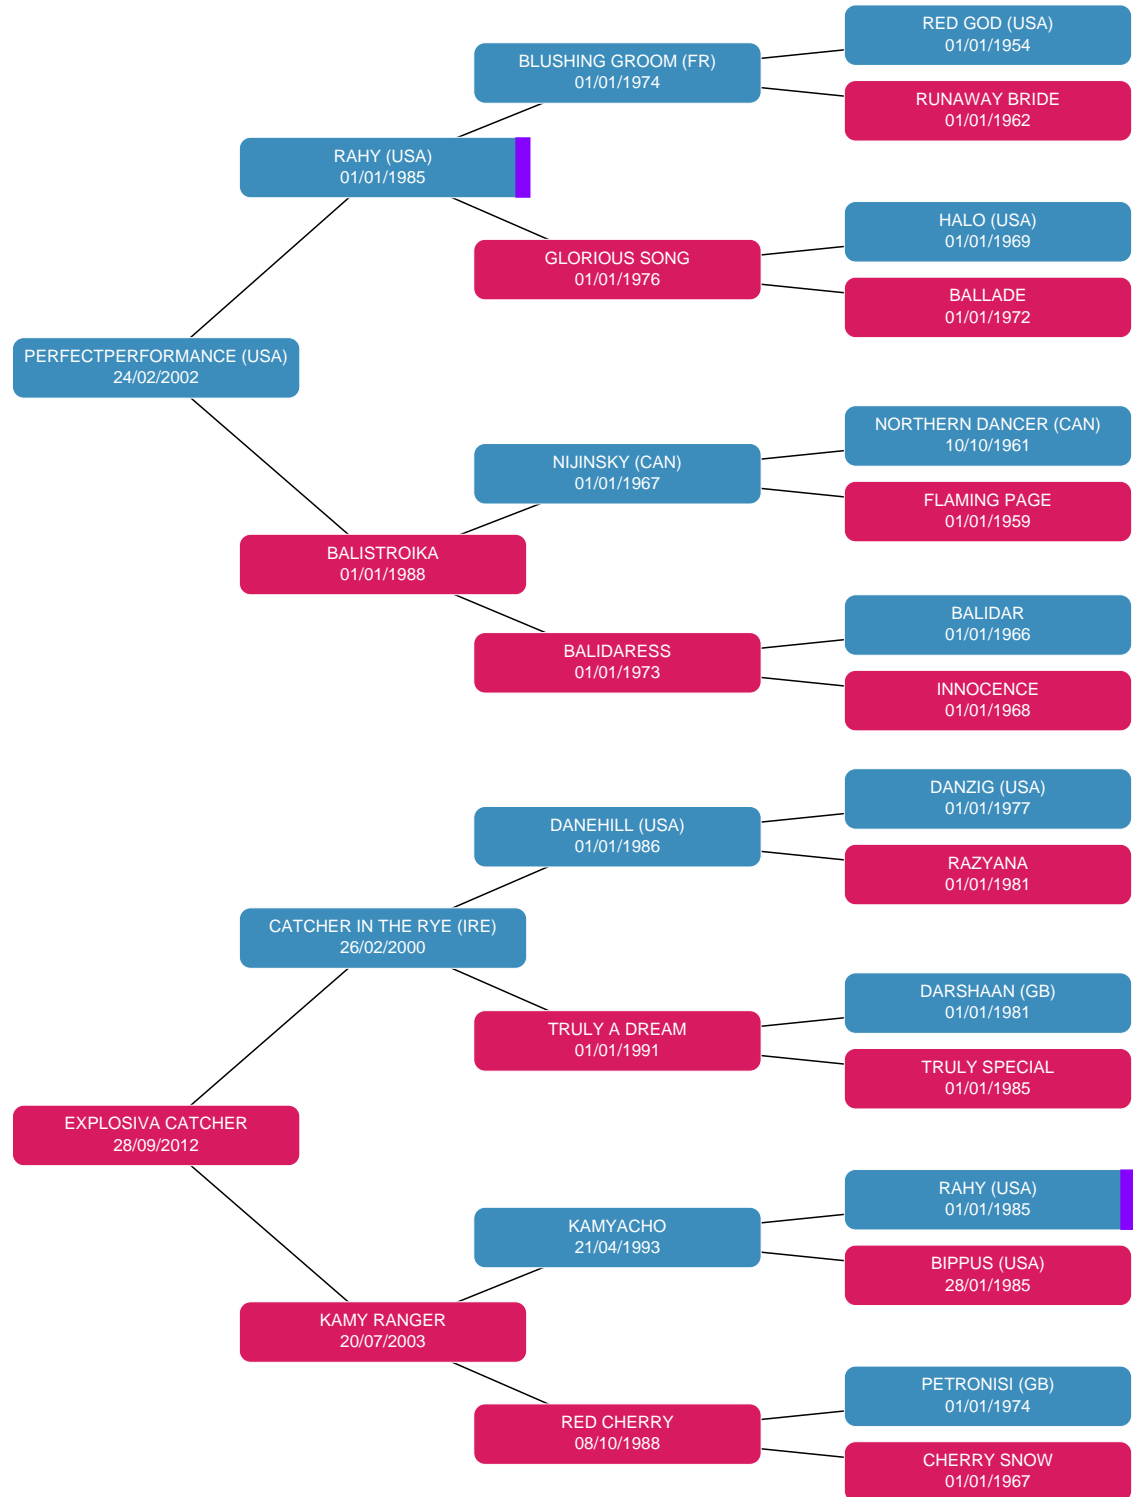 RED GOD (USA)
01/01/1954
BLUSHING GROOM (FR)
01/01/1974
RUNAWAY BRIDE
01/01/1962
RAHY (USA)
01/01/1985
HALO (USA)
01/01/1969
GLORIOUS SONG
01/01/1976
BALLADE
01/01/1972
PERFECTPERFORMANCE (USA)
24/02/2002
NORTHERN DANCER (CAN)
10/10/1961
NIJINSKY (CAN)
01/01/1967
FLAMING PAGE
01/01/1959
BALISTROIKA
01/01/1988
BALIDAR
01/01/1966
BALIDARESS
01/01/1973
INNOCENCE
01/01/1968
DANZIG (USA)
01/01/1977
DANEHILL (USA)
01/01/1986
RAZYANA
01/01/1981
CATCHER IN THE RYE (IRE)
26/02/2000
DARSHAAN (GB)
01/01/1981
TRULY A DREAM
01/01/1991
TRULY SPECIAL
01/01/1985
EXPLOSIVA CATCHER
28/09/2012
RAHY (USA)
01/01/1985
KAMYACHO
21/04/1993
BIPPUS (USA)
28/01/1985
KAMY RANGER
20/07/2003
PETRONISI (GB)
01/01/1974
RED CHERRY
08/10/1988
CHERRY SNOW
01/01/1967